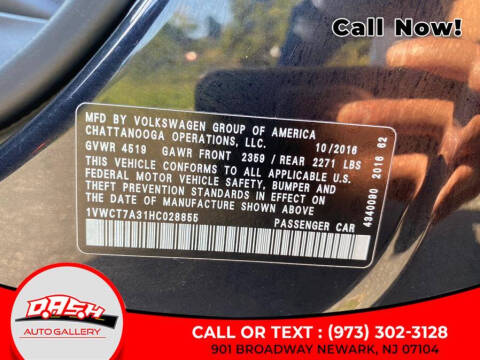 Call Now!
MFD BY VOLKSWAGEN GROUP OF AMERICA
CHATTANOOGA OPERATIONS, LLC. 10/2016
GVWR 4519 GAWR FRONT 2359 / REAR 2271 LBS
THIS VEHICLE CONFORMS TO ALL APPLICABLE U.S.
FEDERAL MOTOR VEHICLE SAFETY, BUMPER AND
THEFT PREVENTION STANDARDS IN EFFECT ON
THE DATE OF MANUFACTURE SHOWN ABOVE
1VWCT7A31HC028855 PASSENGER CAR
4340090 2016 62
D.A.S.H
AUTO GALLERY
CALL OR TEXT : (973) 302-3128
901 BROADWAY NEWARK, NJ 07104